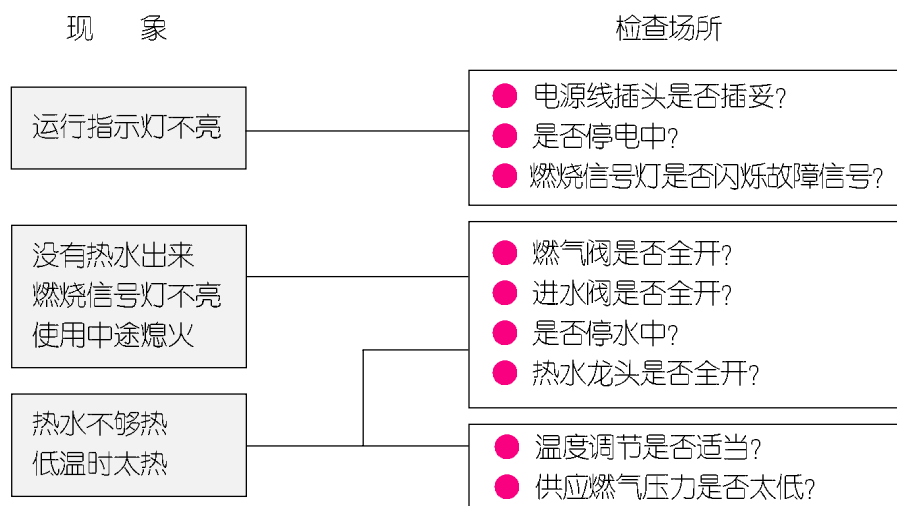 现 象
检查场所
运行指示灯不亮
电源线插头是否插妥?
是否停电中?
燃烧信号灯是否闪烁故障信号?
没有热水出来
燃烧信号灯不亮
使用中途熄火
燃气阀是否全开?
进水阀是否全开?
是否停水中?
热水龙头是否全开?
热水不够热
低温时太热
温度调节是否适当?
供应燃气压力是否太低?